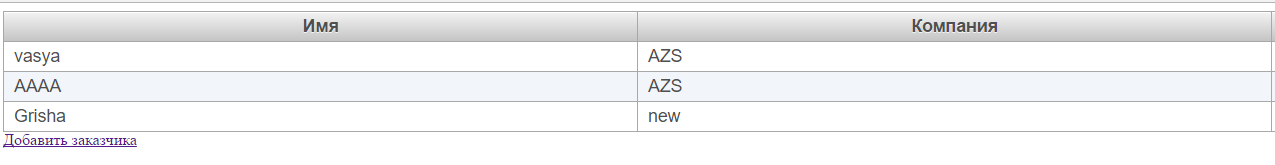 Имя Компания
vasya AZS
AAAA AZS
Grisha new
Добавить заказчика